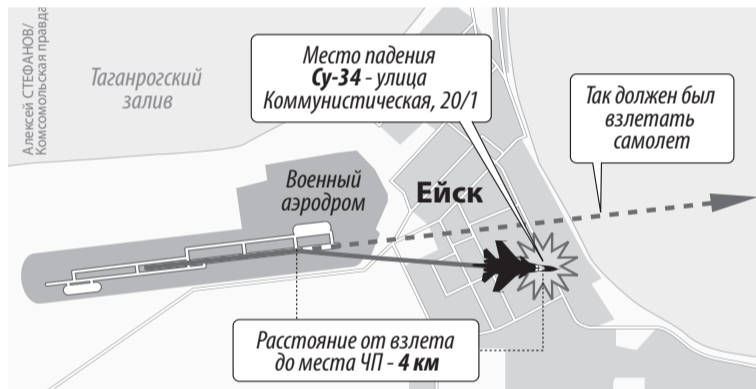 Алексей СТЕФАНОВ/
Комсомольская правда
Таганрогский
залив
Место падения
Су-34 - улица
Коммунистическая, 20/1
Так должен был
взлетать
самолет
Военный
аэродром
Ейск
Расстояние от взлета
до места ЧП - 4 км